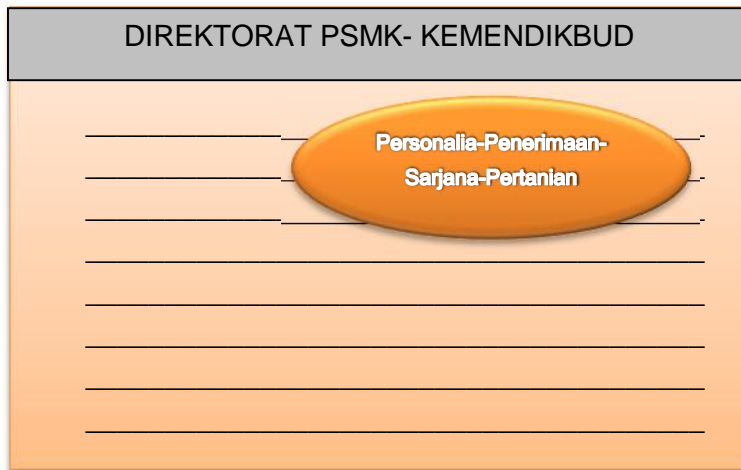 DIREKTORAT PSMK- KEMENDIKBUD
Personalia-Penerimaan-
Sarjana-Pertanian